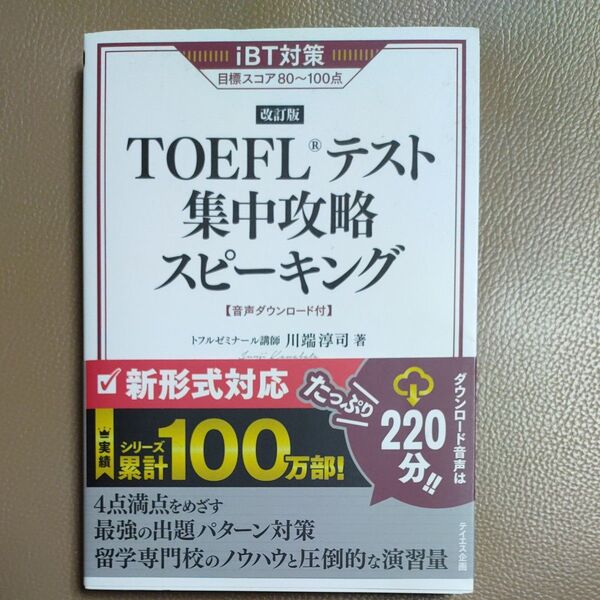 iBT対策
目標スコア80〜100点
改訂版
TOEFL®テスト
集中攻略
スピーキング
【音声ダウンロード付】
トフルゼミナール講師 川端淳司 著
新形式対応
実績
シリーズ
累計100万部!
たっぷり
220分!!
ダウンロード音声は
4点満点をめざす
最強の出題パターン対策
留学専門校のノウハウと圧倒的な演習量
テイエス企画